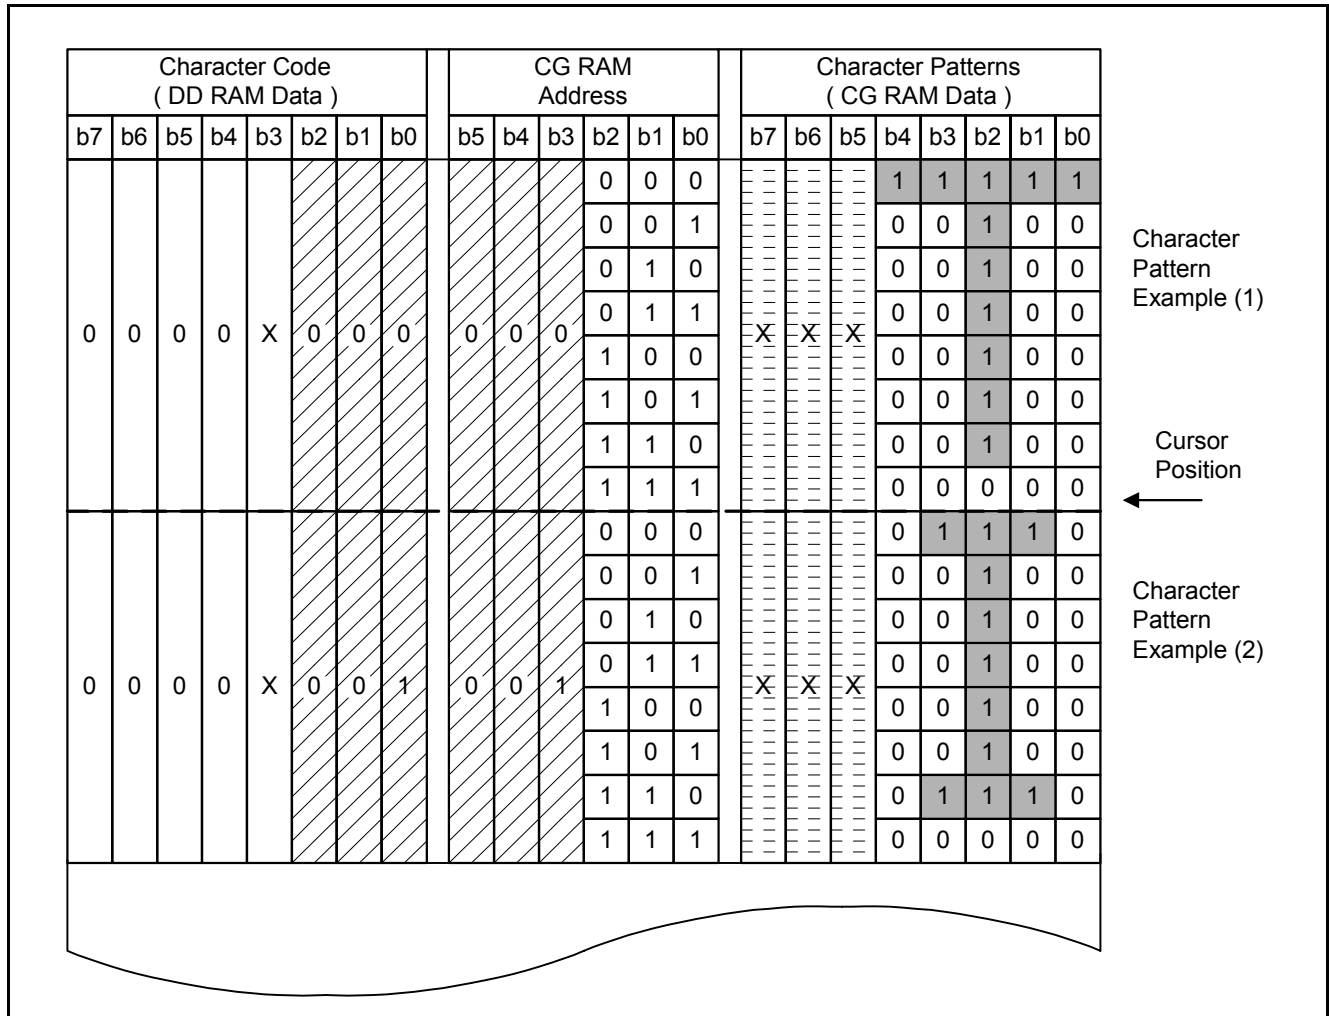 Character Code
( DD RAM Data )
CG RAM
Address
Character Patterns
( CG RAM Data )
b7 b6 b5 b4 b3 b2 b1 b0 b5 b4 b3 b2 b1 b0 b7 b6 b5 b4 b3 b2 b1 b0
0 0 0 1 1 1 1 1
0 0 1 0 0 1 0 0
0 1 0 0 0 1 0 0
0 1 1 0 0 1 0 0
0 0 0 0 X 0 0 0 0 0 0 X X X
1 0 0 0 0 1 0 0
1 0 1 0 0 1 0 0
1 1 0 0 0 1 0 0
1 1 1 0 0 0 0 0
Character
Pattern
Example (1)
Cursor
Position
0 0 0 0 1 1 1 0
0 0 1 0 0 1 0 0
0 1 0 0 0 1 0 0
0 1 1 0 0 1 0 0
0 0 0 0 X 0 0 1 0 0 1 X X X
1 0 0 0 0 1 0 0
1 0 1 0 0 1 0 0
1 1 0 0 1 1 1 0
1 1 1 0 0 0 0 0
Character
Pattern
Example (2)